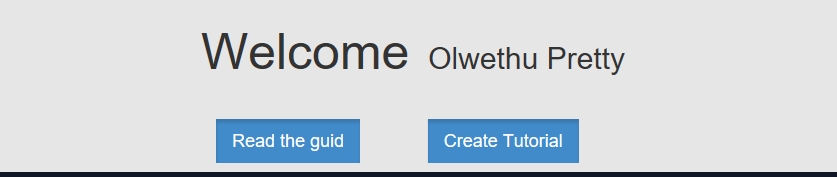 Welcome Olwethu Pretty
Read the guid Create Tutorial